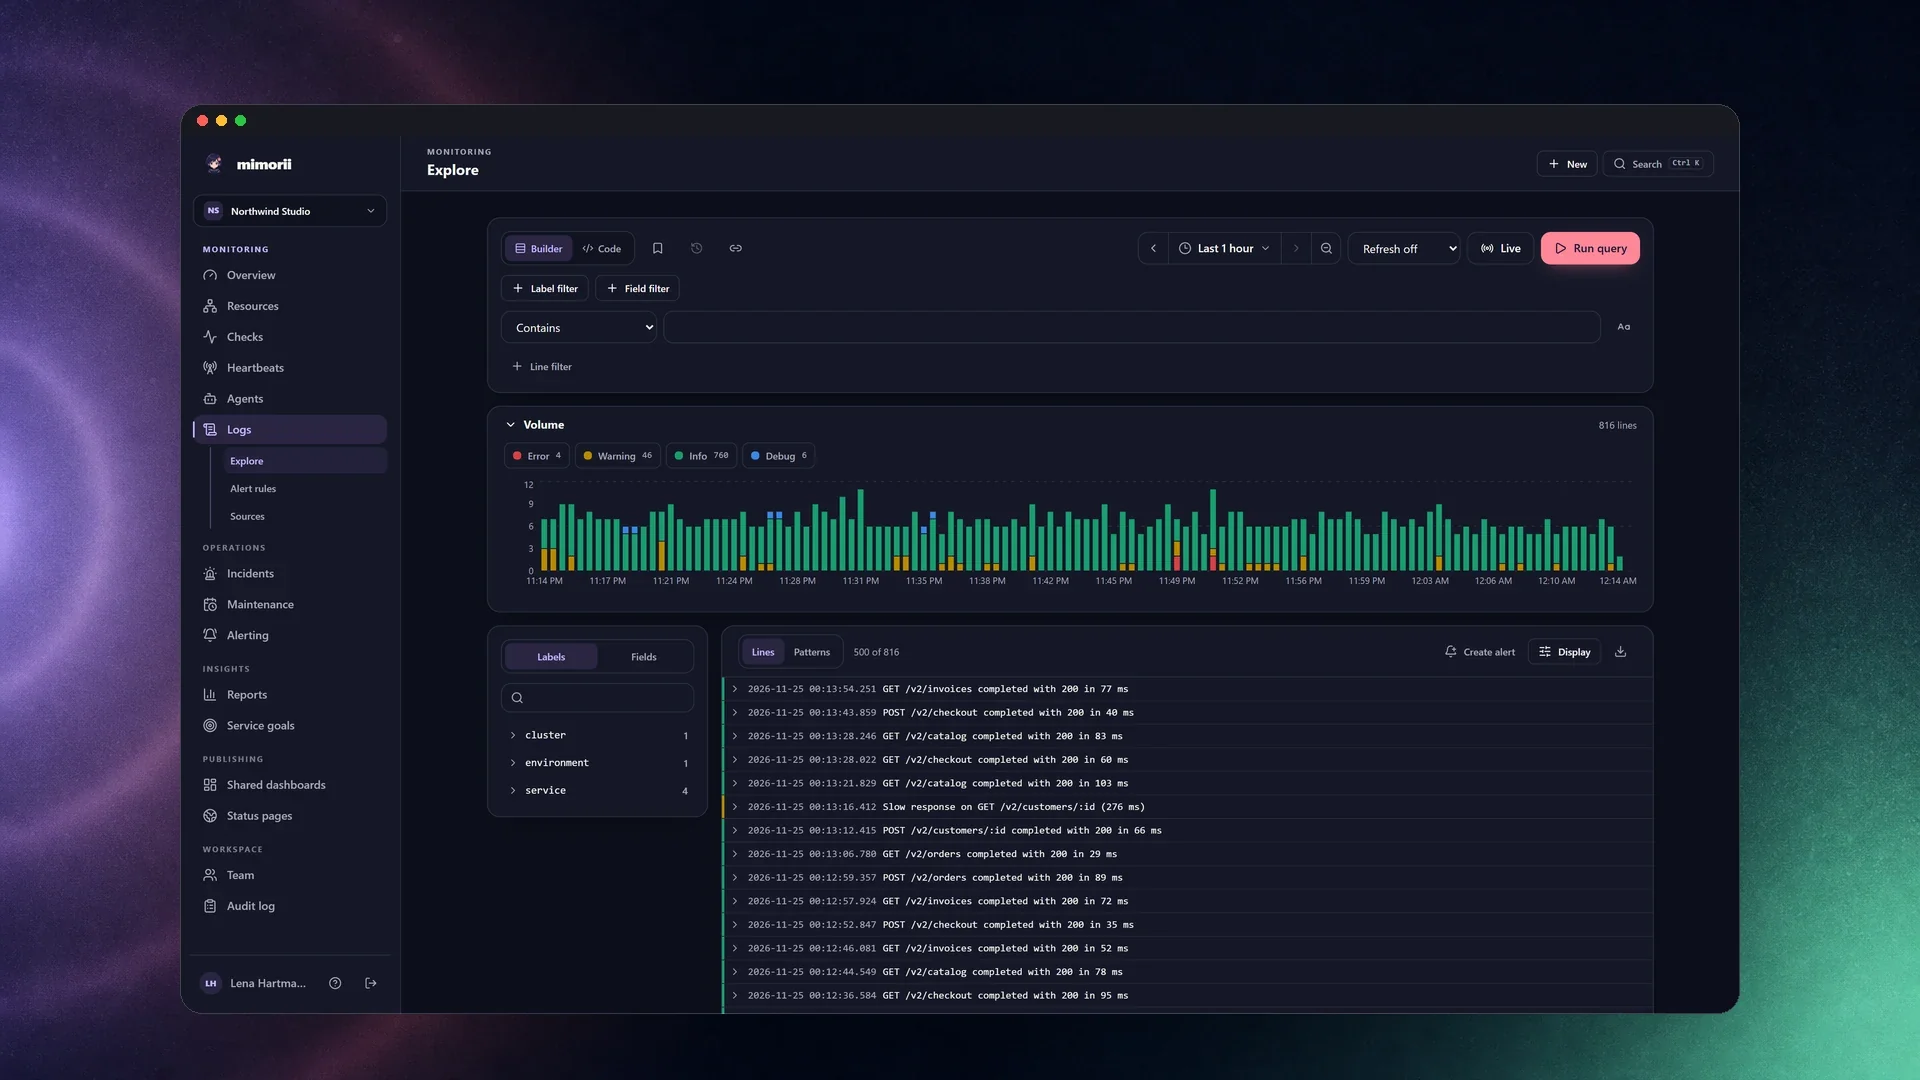 mimorii
NS Northwind Studio
MONITORING
Overview
Resources
Checks
Heartbeats
Agents
Logs
Explore
Alert rules
Sources
OPERATIONS
Incidents
Maintenance
Alerting
INSIGHTS
Reports
Service goals
PUBLISHING
Shared dashboards
Status pages
WORKSPACE
Team
Audit log
LH Lena Hartma...
MONITORING
Explore
New
Search Ctrl K
Builder Code
Last 1 hour
Refresh off
Live
Run query
Label filter Field filter
Contains
Aa
Line filter
Volume
816 lines
Error 4 Warning 46 Info 760 Debug 6
12
9
6
3
0
11:14 PM 11:17 PM 11:21 PM 11:24 PM 11:28 PM 11:31 PM 11:35 PM 11:38 PM 11:42 PM 11:45 PM 11:49 PM 11:52 PM 11:56 PM 11:59 PM 12:03 AM 12:06 AM 12:10 AM 12:14 AM
Labels Fields
cluster 1
environment 1
service 4
Lines Patterns 500 of 816
Create alert Display
2026-11-25 00:13:54.251 GET /v2/invoices completed with 200 in 77 ms
2026-11-25 00:13:43.859 POST /v2/checkout completed with 200 in 40 ms
2026-11-25 00:13:28.246 GET /v2/catalog completed with 200 in 83 ms
2026-11-25 00:13:28.022 GET /v2/checkout completed with 200 in 60 ms
2026-11-25 00:13:21.829 GET /v2/catalog completed with 200 in 103 ms
2026-11-25 00:13:16.412 Slow response on GET /v2/customers/:id (276 ms)
2026-11-25 00:13:12.415 POST /v2/customers/:id completed with 200 in 66 ms
2026-11-25 00:13:06.780 GET /v2/orders completed with 200 in 29 ms
2026-11-25 00:12:59.357 POST /v2/orders completed with 200 in 89 ms
2026-11-25 00:12:57.924 GET /v2/invoices completed with 200 in 72 ms
2026-11-25 00:12:52.847 POST /v2/checkout completed with 200 in 35 ms
2026-11-25 00:12:46.081 GET /v2/invoices completed with 200 in 52 ms
2026-11-25 00:12:44.549 GET /v2/catalog completed with 200 in 78 ms
2026-11-25 00:12:36.584 GET /v2/checkout completed with 200 in 95 ms